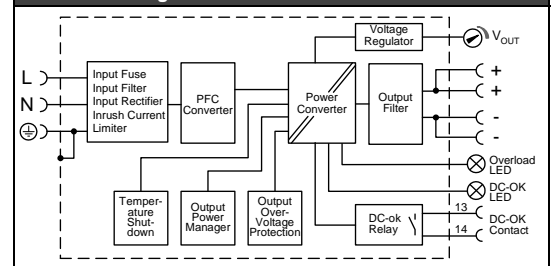 Voltage
Regulator
VOUT
L
N
Input Fuse
Input Filter
Input Rectifier
Inrush Current
Limiter
PFC
Converter
Power
Converter
Output
Filter
+
+
-
-
Overload
LED
DC-OK
LED
Temper-
ature
Shut-
down
Output
Power
Manager
Output
Over-
Voltage
Protection
DC-ok
Relay
13
14
DC-OK
Contact